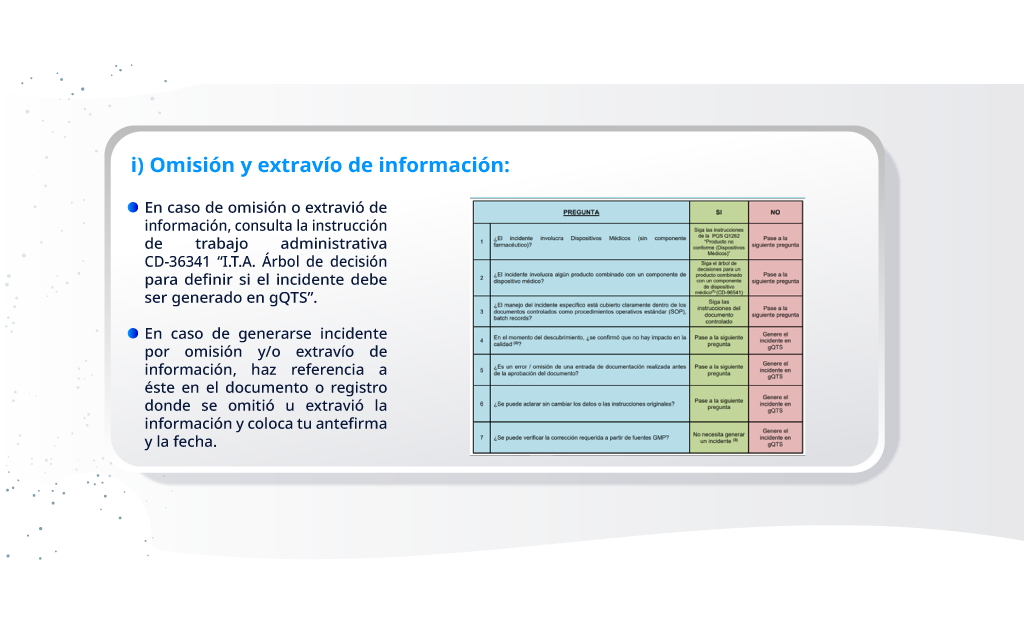 i) Omisión y extravío de información:
En caso de omisión o extravió de
información, consulta la instrucción
de trabajo administrativa
CD-36341 “I.T.A. Árbol de decisión
para definir si el incidente debe
ser generado en gQTS”.
En caso de generarse incidente
por omisión y/o extravío de
información, haz referencia a
éste en el documento o registro
donde se omitió u extravió la
información y coloca tu antefirma
y la fecha.
PREGUNTA SI NO
1 ¿El incidente involucra Dispositivos Médicos (sin componente
farmacéutico)?
Siga las instrucciones
de la PQS Q1262
"Producto no
conforme (Dispositivos
Médicos)"
Pase a la
siguiente pregunta
2 ¿El incidente involucra algún producto combinado con un componente de
dispositivo médico?
Siga el árbol de
decisiones para un
producto combinado
con un componente
de dispositivo
médico (CD-96541)
Pase a la
siguiente pregunta
3 ¿El manejo del incidente específico está cubierto claramente dentro de los
documentos controlados como procedimientos operativos estándar (SOP),
batch records?
Siga las
instrucciones del
documento
controlado
Pase a la
siguiente pregunta
4 En el momento del descubrimiento, ¿se confirmó que no hay impacto en la
calidad?
Pase a la siguiente
pregunta
Genere el
incidente en
gQTS
5 ¿Es un error / omisión de una entrada de documentación realizada antes
de la aprobación del documento?
Pase a la siguiente
pregunta
Genere el
incidente en
gQTS
6 ¿Se puede aclarar sin cambiar los datos o las instrucciones originales?
Pase a la siguiente
pregunta
Genere el
incidente en
gQTS
7 ¿Se puede verificar la corrección requerida a partir de fuentes GMP?
No necesita generar
un incidente
Genere el
incidente en
gQTS